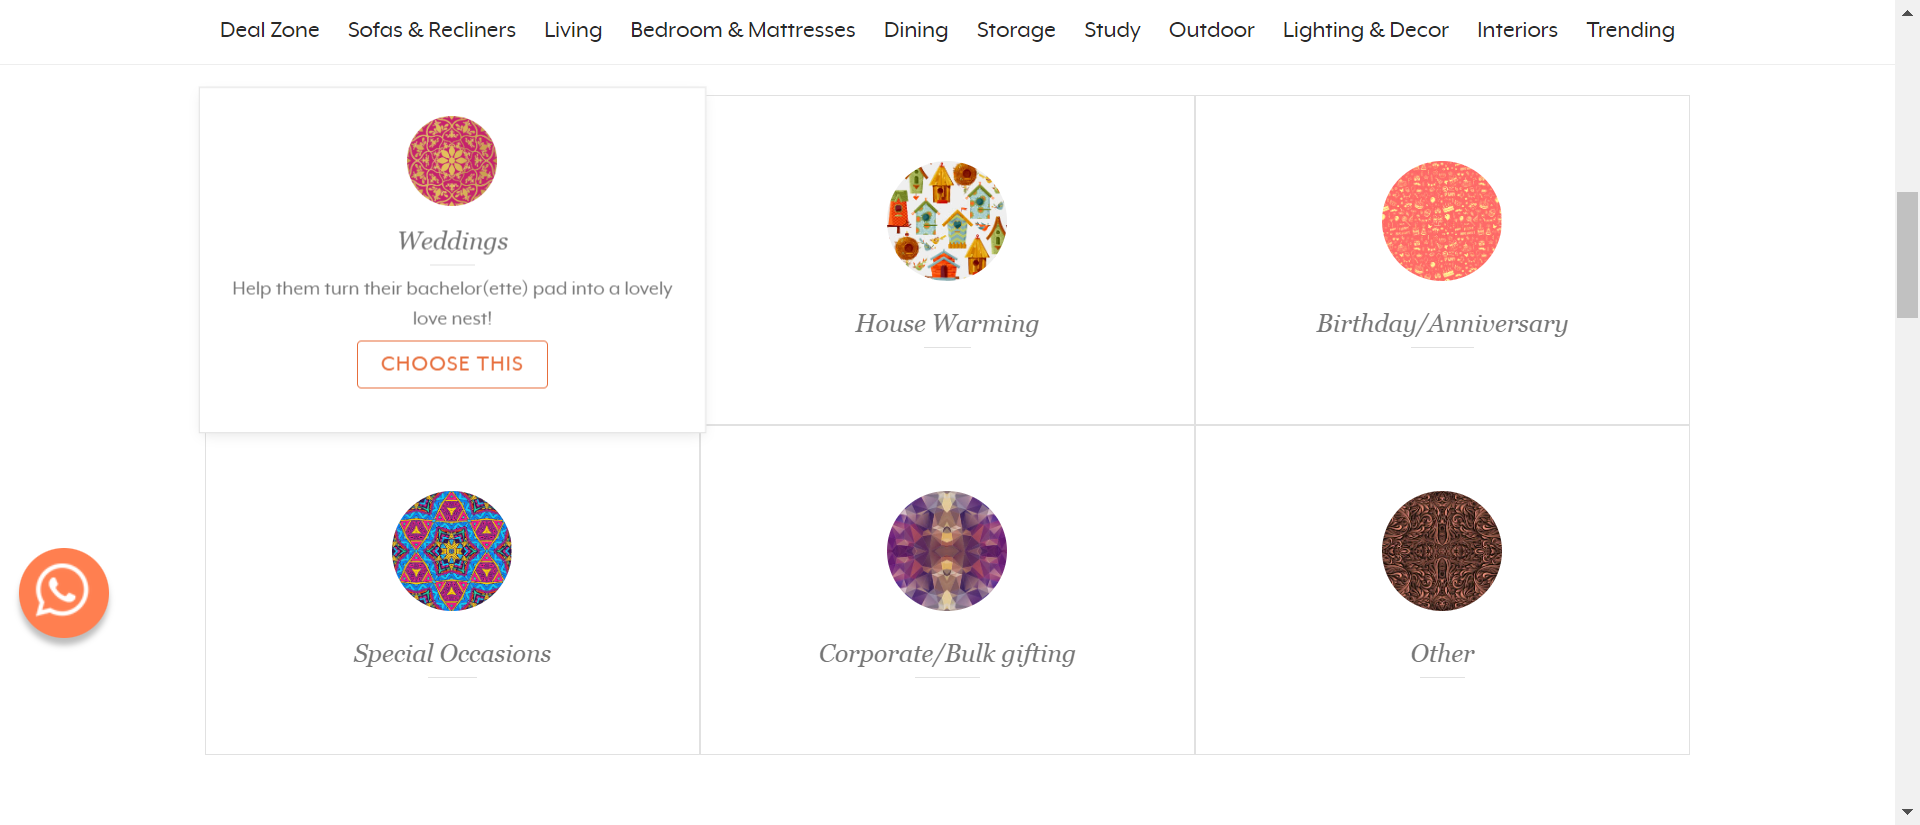 Deal Zone Sofas & Recliners Living Bedroom & Mattresses Dining Storage Study Outdoor Lighting & Decor Interiors Trending
Weddings
Help them turn their bachelor(ette) pad into a lovely
love nest!
CHOOSE THIS
House Warming
Birthday/Anniversary
Special Occasions
Corporate/Bulk gifting
Other